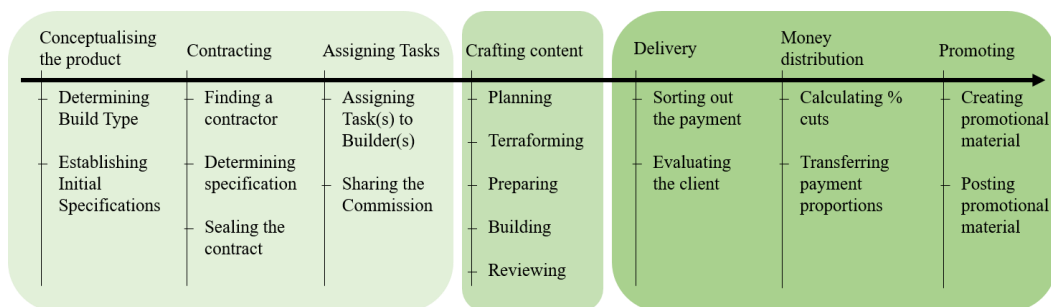 Conceptualising
the product
Determining
Build Type
Establishing
Initial
Specifications
Contracting
Finding a
contractor
Determining
specification
Sealing the
contract
Assigning Tasks
Assigning
Task(s) to
Builder(s)
Sharing the
Commission
Crafting content
Planning
Terraforming
Preparing
Building
Reviewing
Delivery
Sorting out
the payment
Evaluating
the client
Money
distribution
Calculating %
cuts
Transferring
payment
proportions
Promoting
Creating
promotional
material
Posting
promotional
material